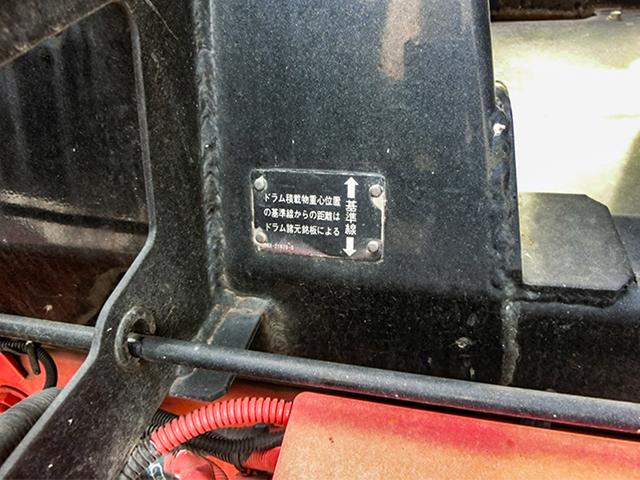 ドラム積載物重心位置
の基準線からの距離は
ドラム諸元銘板による
基準線